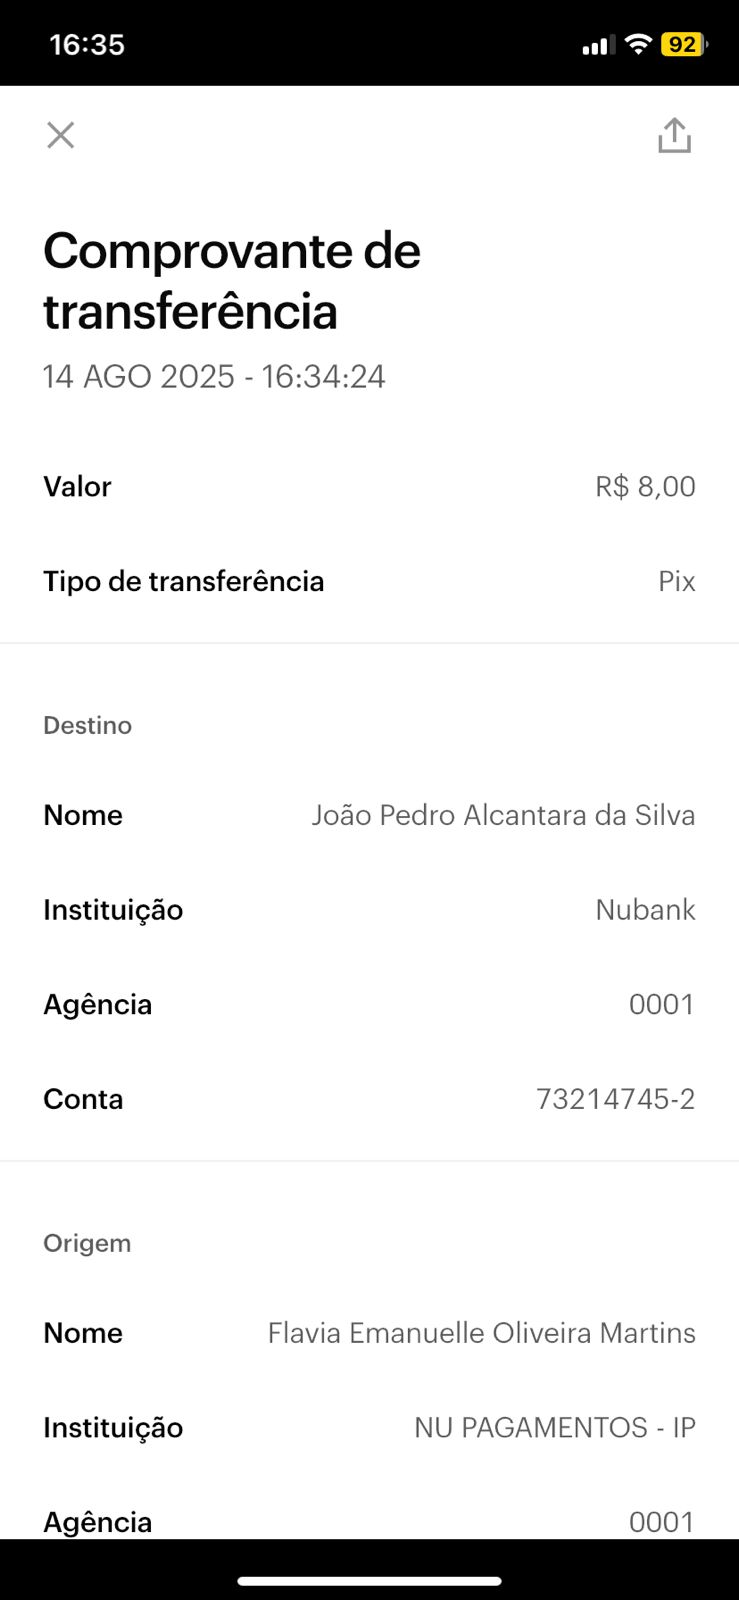 16:35
92
Comprovante de
transferência
14 AGO 2025 - 16:34:24
Valor R$ 8,00
Tipo de transferência Pix
Destino
Nome João Pedro Alcantara da Silva
Instituição Nubank
Agência 0001
Conta 73214745-2
Origem
Nome Flavia Emanuelle Oliveira Martins
Instituição NU PAGAMENTOS - IP
Agência 0001